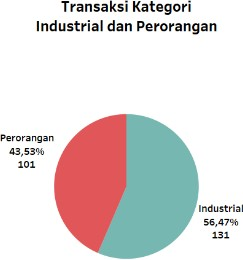 Transaksi Kategori
Industrial dan Perorangan
Perorangan
43,53%
101
Industrial
56,47%
131